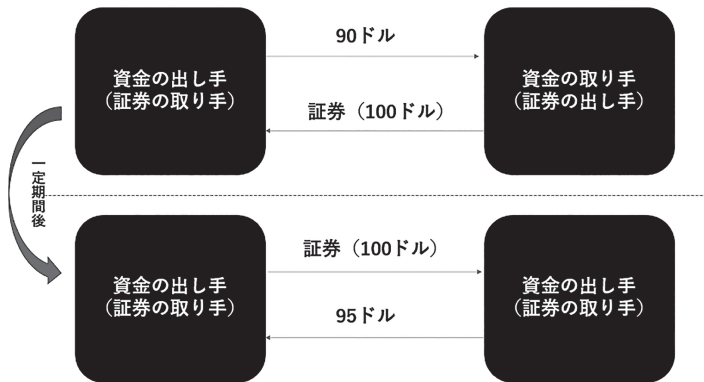 90ドル
資金の出し手
(証券の取り手)
資金の取り手
(証券の出し手)
証券（100ドル）
一定期間後
証券（100ドル）
資金の出し手
(証券の取り手)
資金の出し手
(証券の取り手)
95ドル